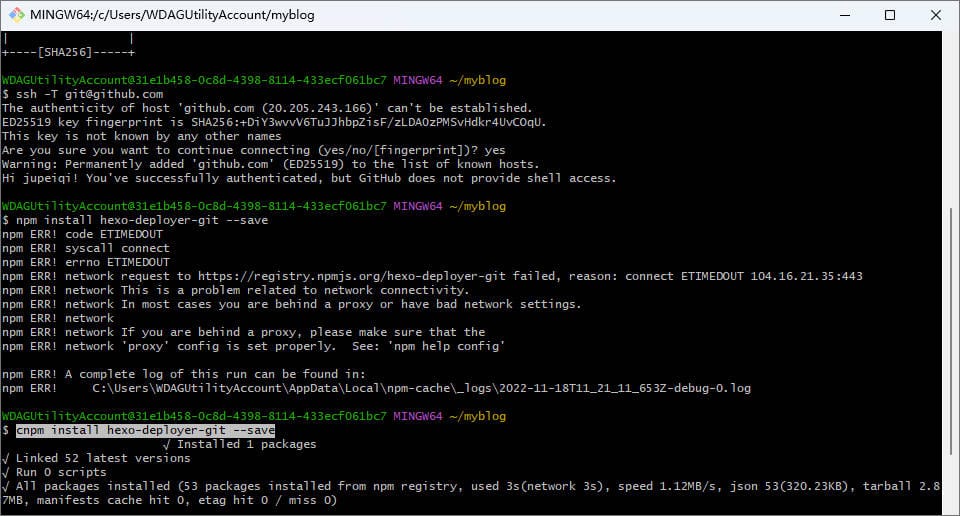 MINGW64:/c/Users/WDAGUtilityAccount/myblog
|                 |
+----[SHA256]-----+
WDAGUtilityAccount@31e1b458-0c8d-4398-8114-433ecf061bc7 MINGW64 ~/myblog
$ ssh -T git@github.com
The authenticity of host 'github.com (20.205.243.166)' can't be established.
ED25519 key fingerprint is SHA256:+DiY3wvvV6TuJJhbpZisF/zLDA0zPMSvHdkr4UvCOqU.
This key is not known by any other names
Are you sure you want to continue connecting (yes/no/[fingerprint])? yes
Warning: Permanently added 'github.com' (ED25519) to the list of known hosts.
Hi jupeiqi! You've successfully authenticated, but GitHub does not provide shell access.
WDAGUtilityAccount@31e1b458-0c8d-4398-8114-433ecf061bc7 MINGW64 ~/myblog
$ npm install hexo-deployer-git --save
npm ERR! code ETIMEDOUT
npm ERR! syscall connect
npm ERR! errno ETIMEDOUT
npm ERR! network request to https://registry.npmjs.org/hexo-deployer-git failed, reason: connect ETIMEDOUT 104.16.21.35:443
npm ERR! network This is a problem related to network connectivity.
npm ERR! network In most cases you are behind a proxy or have bad network settings.
npm ERR! network
npm ERR! network If you are behind a proxy, please make sure that the
npm ERR! network 'proxy' config is set properly.  See: 'npm help config'
npm ERR! A complete log of this run can be found in:
npm ERR!     C:\Users\WDAGUtilityAccount\AppData\Local\npm-cache\_logs\2022-11-18T11_21_11_653Z-debug-0.log
WDAGUtilityAccount@31e1b458-0c8d-4398-8114-433ecf061bc7 MINGW64 ~/myblog
$ cnpm install hexo-deployer-git --save
√ Installed 1 packages
√ Linked 52 latest versions
√ Run 0 scripts
√ All packages installed (53 packages installed from npm registry, used 3s(network 3s), speed 1.12MB/s, json 53(320.23KB), tarball 2.8
7MB, manifests cache hit 0, etag hit 0 / miss 0)